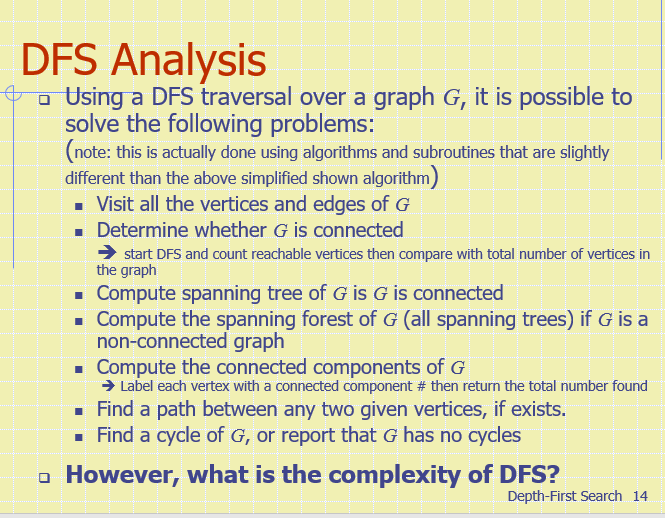 DFS Analysis
❑ Using a DFS traversal over a graph G, it is possible to
solve the following problems:
(note: this is actually done using algorithms and subroutines that are slightly
different than the above simplified shown algorithm)
■ Visit all the vertices and edges of G
■ Determine whether G is connected
➔ start DFS and count reachable vertices then compare with total number of vertices in
the graph
■ Compute spanning tree of G is G is connected
■ Compute the spanning forest of G (all spanning trees) if G is a
non-connected graph
■ Compute the connected components of G
➔ Label each vertex with a connected component # then return the total number found
■ Find a path between any two given vertices, if exists.
■ Find a cycle of G, or report that G has no cycles
❑ However, what is the complexity of DFS?
Depth-First Search 14